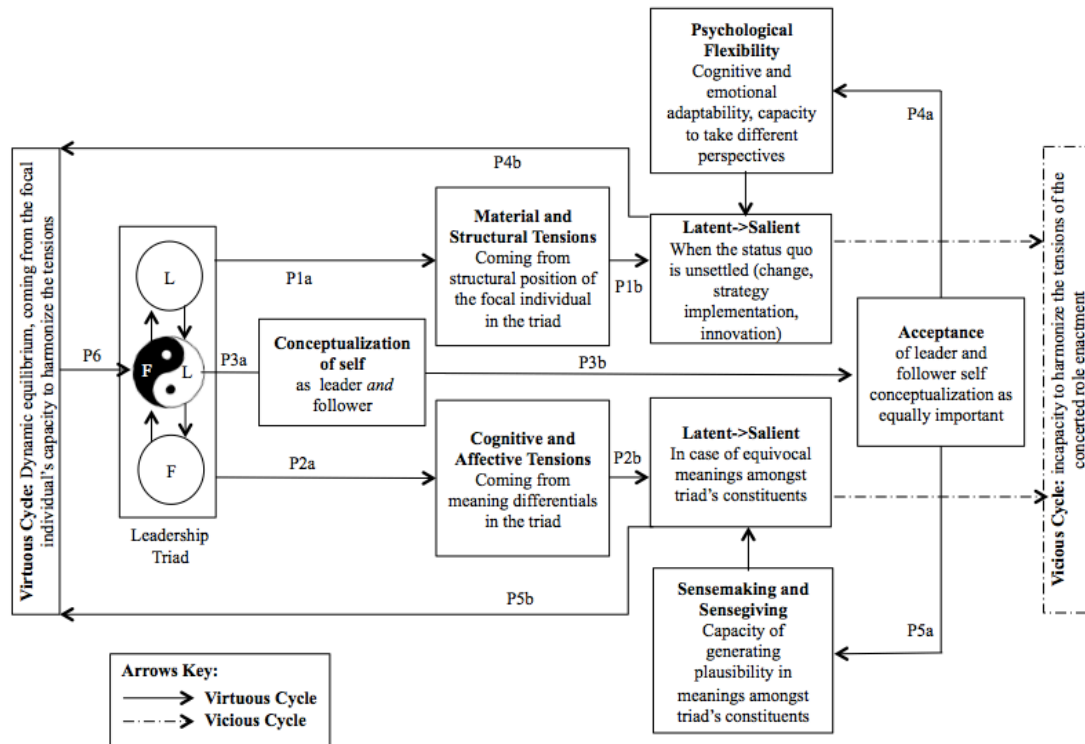 Psychological
Flexibility
Cognitive and
emotional
adaptability, capacity
to take different
perspectives
P4a
P4b
Virtuous Cycle: Dynamic equilibrium, coming from the focal
individual's capacity to harmonize the tensions
Vicious Cycle: incapacity to harmonize the tensions of the
concerted role enactment
Material and
Structural Tensions
Coming from
structural position of
the focal individual
in the triad
Latent->Salient
When the status quo
is unsettled (change,
strategy
implementation,
innovation)
L
P1a
P1b
P6
F
L
P3a
Conceptualization
of self
as leader and
follower
P3b
Acceptance
of leader and
follower self
conceptualization as
equally important
F
P2a
Cognitive and
Affective Tensions
Coming from
meaning differentials
in the triad
P2b
Latent->Salient
In case of equivocal
meanings amongst
triad's constituents
Leadership
Triad
P5b
Sensemaking and
Sensegiving
Capacity of
generating
plausibility in
meanings amongst
triad's constituents
P5a
Arrows Key:
Virtuous Cycle
Vicious Cycle